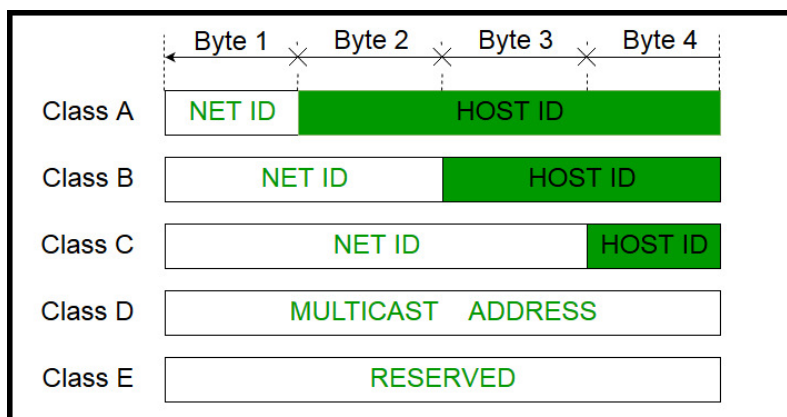 Byte 1 Byte 2 Byte 3 Byte 4
Class A NET ID HOST ID
Class B NET ID HOST ID
Class C NET ID HOST ID
Class D MULTICAST ADDRESS
Class E RESERVED